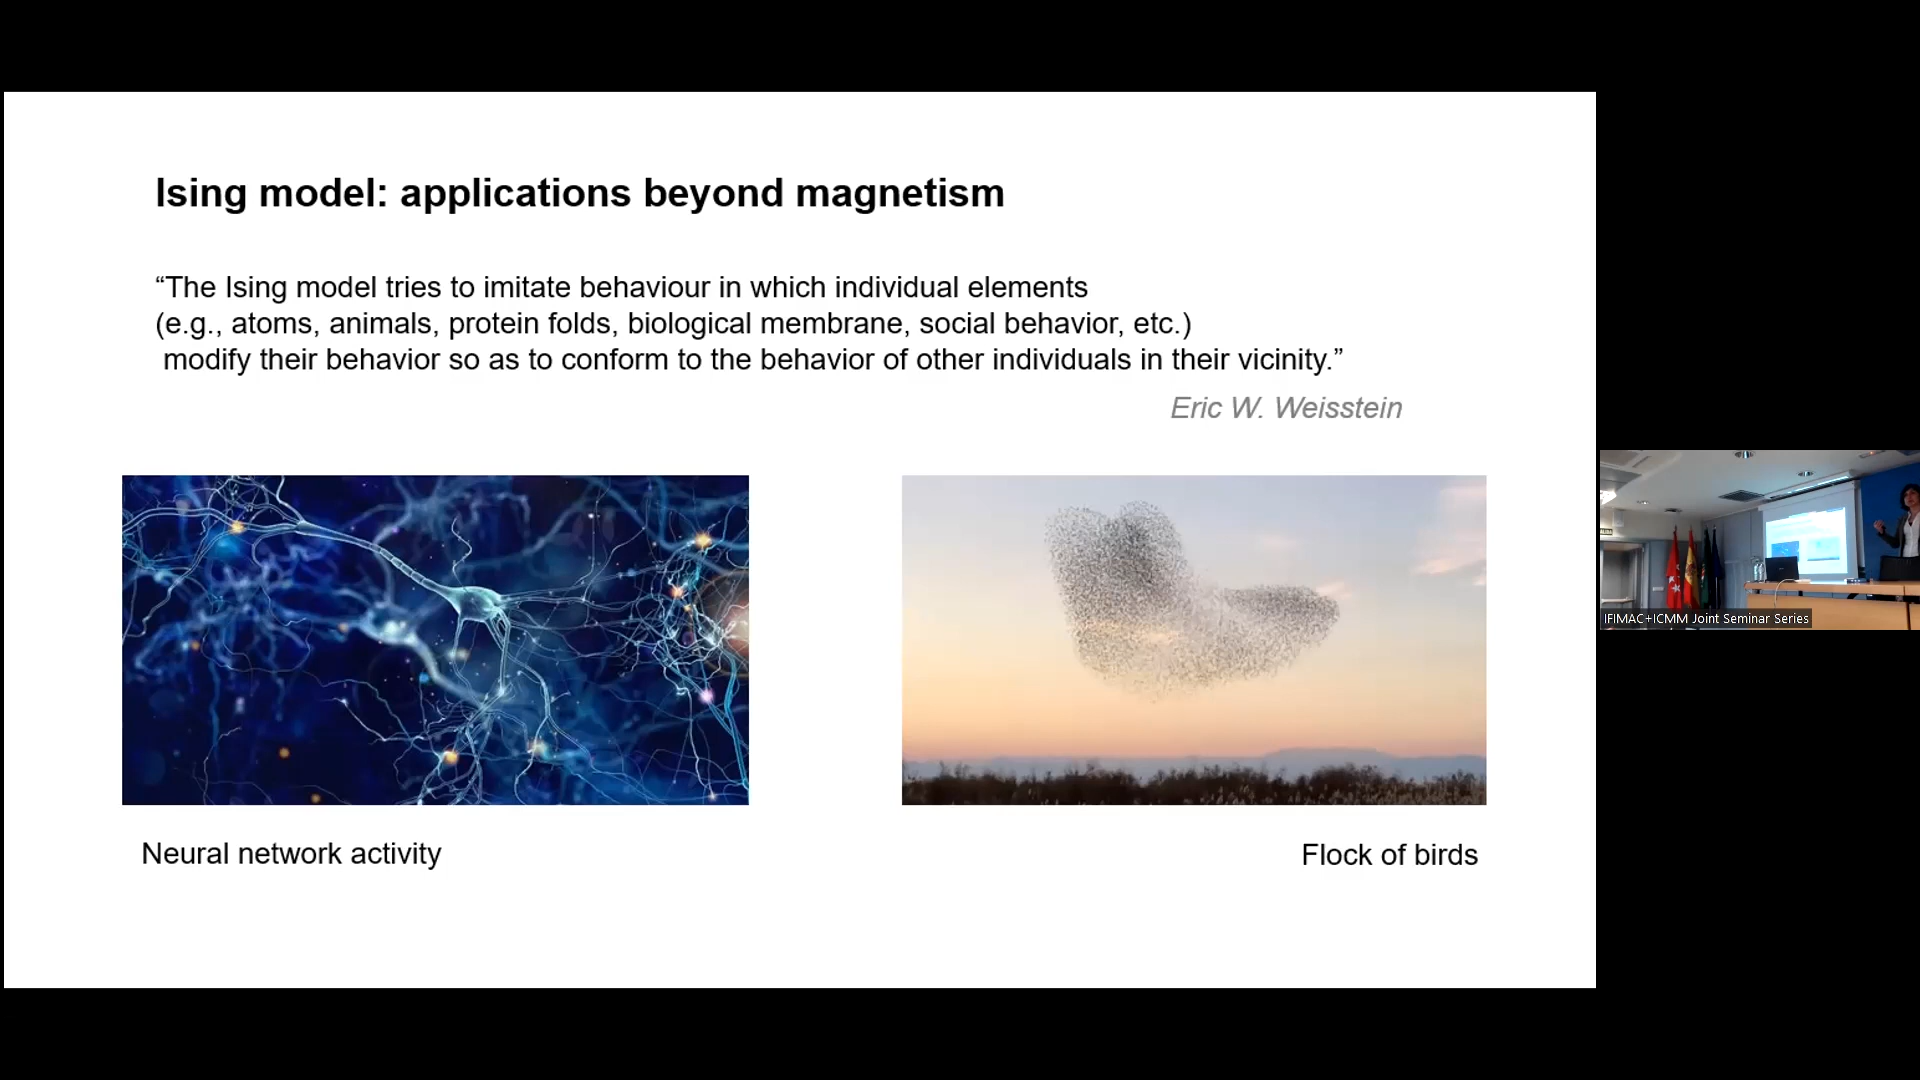 Ising model: applications beyond magnetism
“The Ising model tries to imitate behaviour in which individual elements
(e.g., atoms, animals, protein folds, biological membrane, social behavior, etc.)
modify their behavior so as to conform to the behavior of other individuals in their vicinity.”
Eric W. Weisstein
Neural network activity
Flock of birds
IFIMAC+ICMM Joint Seminar Series